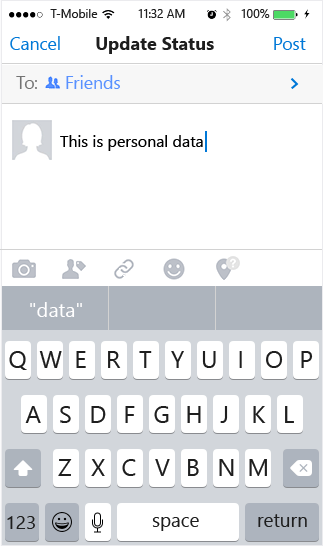 T-Mobile 11:32 AM 100%
Cancel Update Status Post
To: Friends
This is personal data
?
"data"
Q W E R T Y U I O P
A S D F G H J K L
Z X C V B N M
123 space return